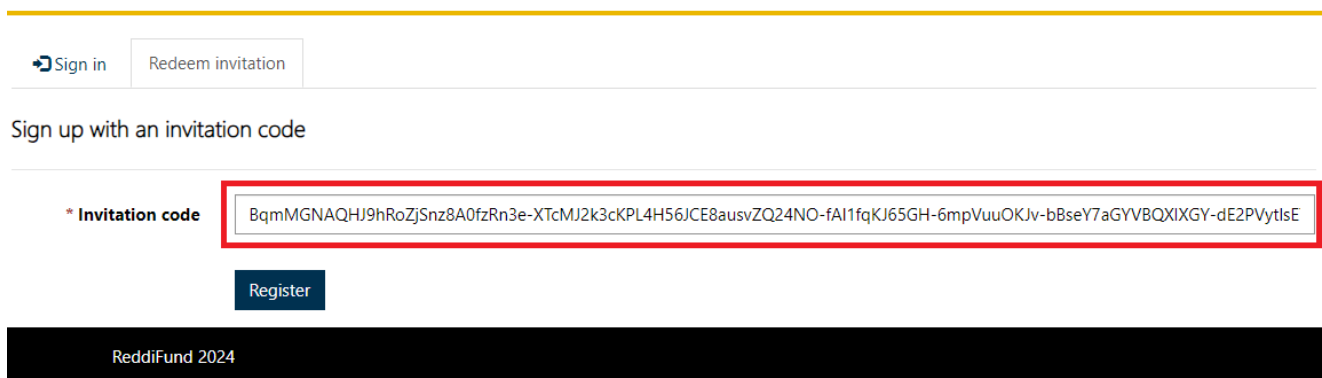 Sign in
Redeem invitation
Sign up with an invitation code
* Invitation code
BqmMGNAQHJ9hRoZjSnz8A0fzRn3e-XTcMJ2k3cKPL4H56JCE8ausvZQ24NO-fAI1fqKJ65GH-6mpVuuOKJv-bBseY7aGYVBQXIXGY-dE2PVytIsE
Register
ReddiFund 2024